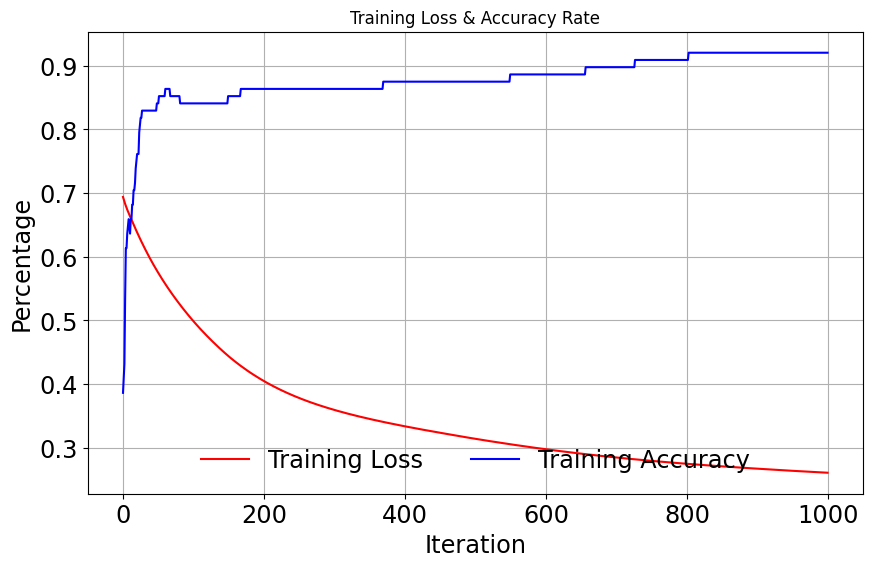 Training Loss & Accuracy Rate
0.9
0.8
0.7
0.6
0.5
0.4
0.3
Percentage
Training Loss Training Accuracy
0 200 400 600 800 1000
Iteration